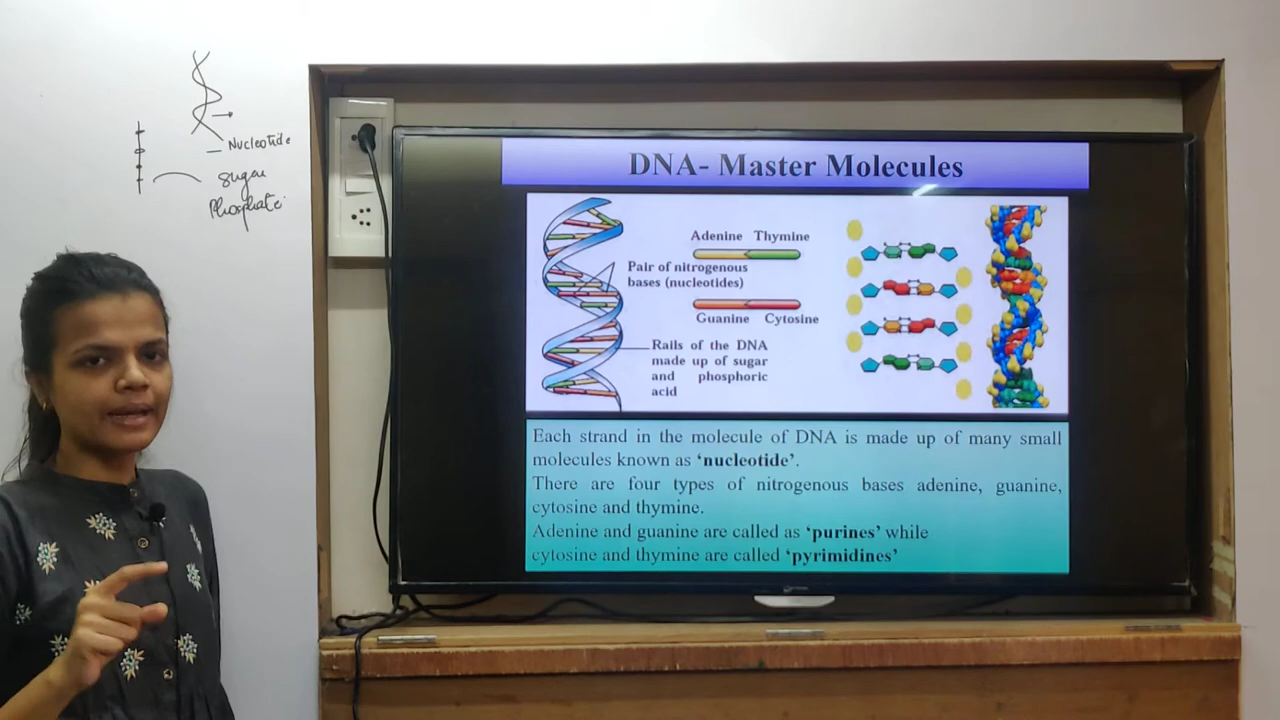 Nucleotide
Sugar
Phosphate
DNA- Master Molecules
Adenine Thymine
Pair of nitrogenous
bases (nucleotides)
Guanine Cytosine
Rails of the DNA
made up of sugar
and phosphoric
acid
Each strand in the molecule of DNA is made up of many small
molecules known as ‘nucleotide’.
There are four types of nitrogenous bases adenine, guanine,
cytosine and thymine.
Adenine and guanine are called as ‘purines’ while
cytosine and thymine are called ‘pyrimidines’